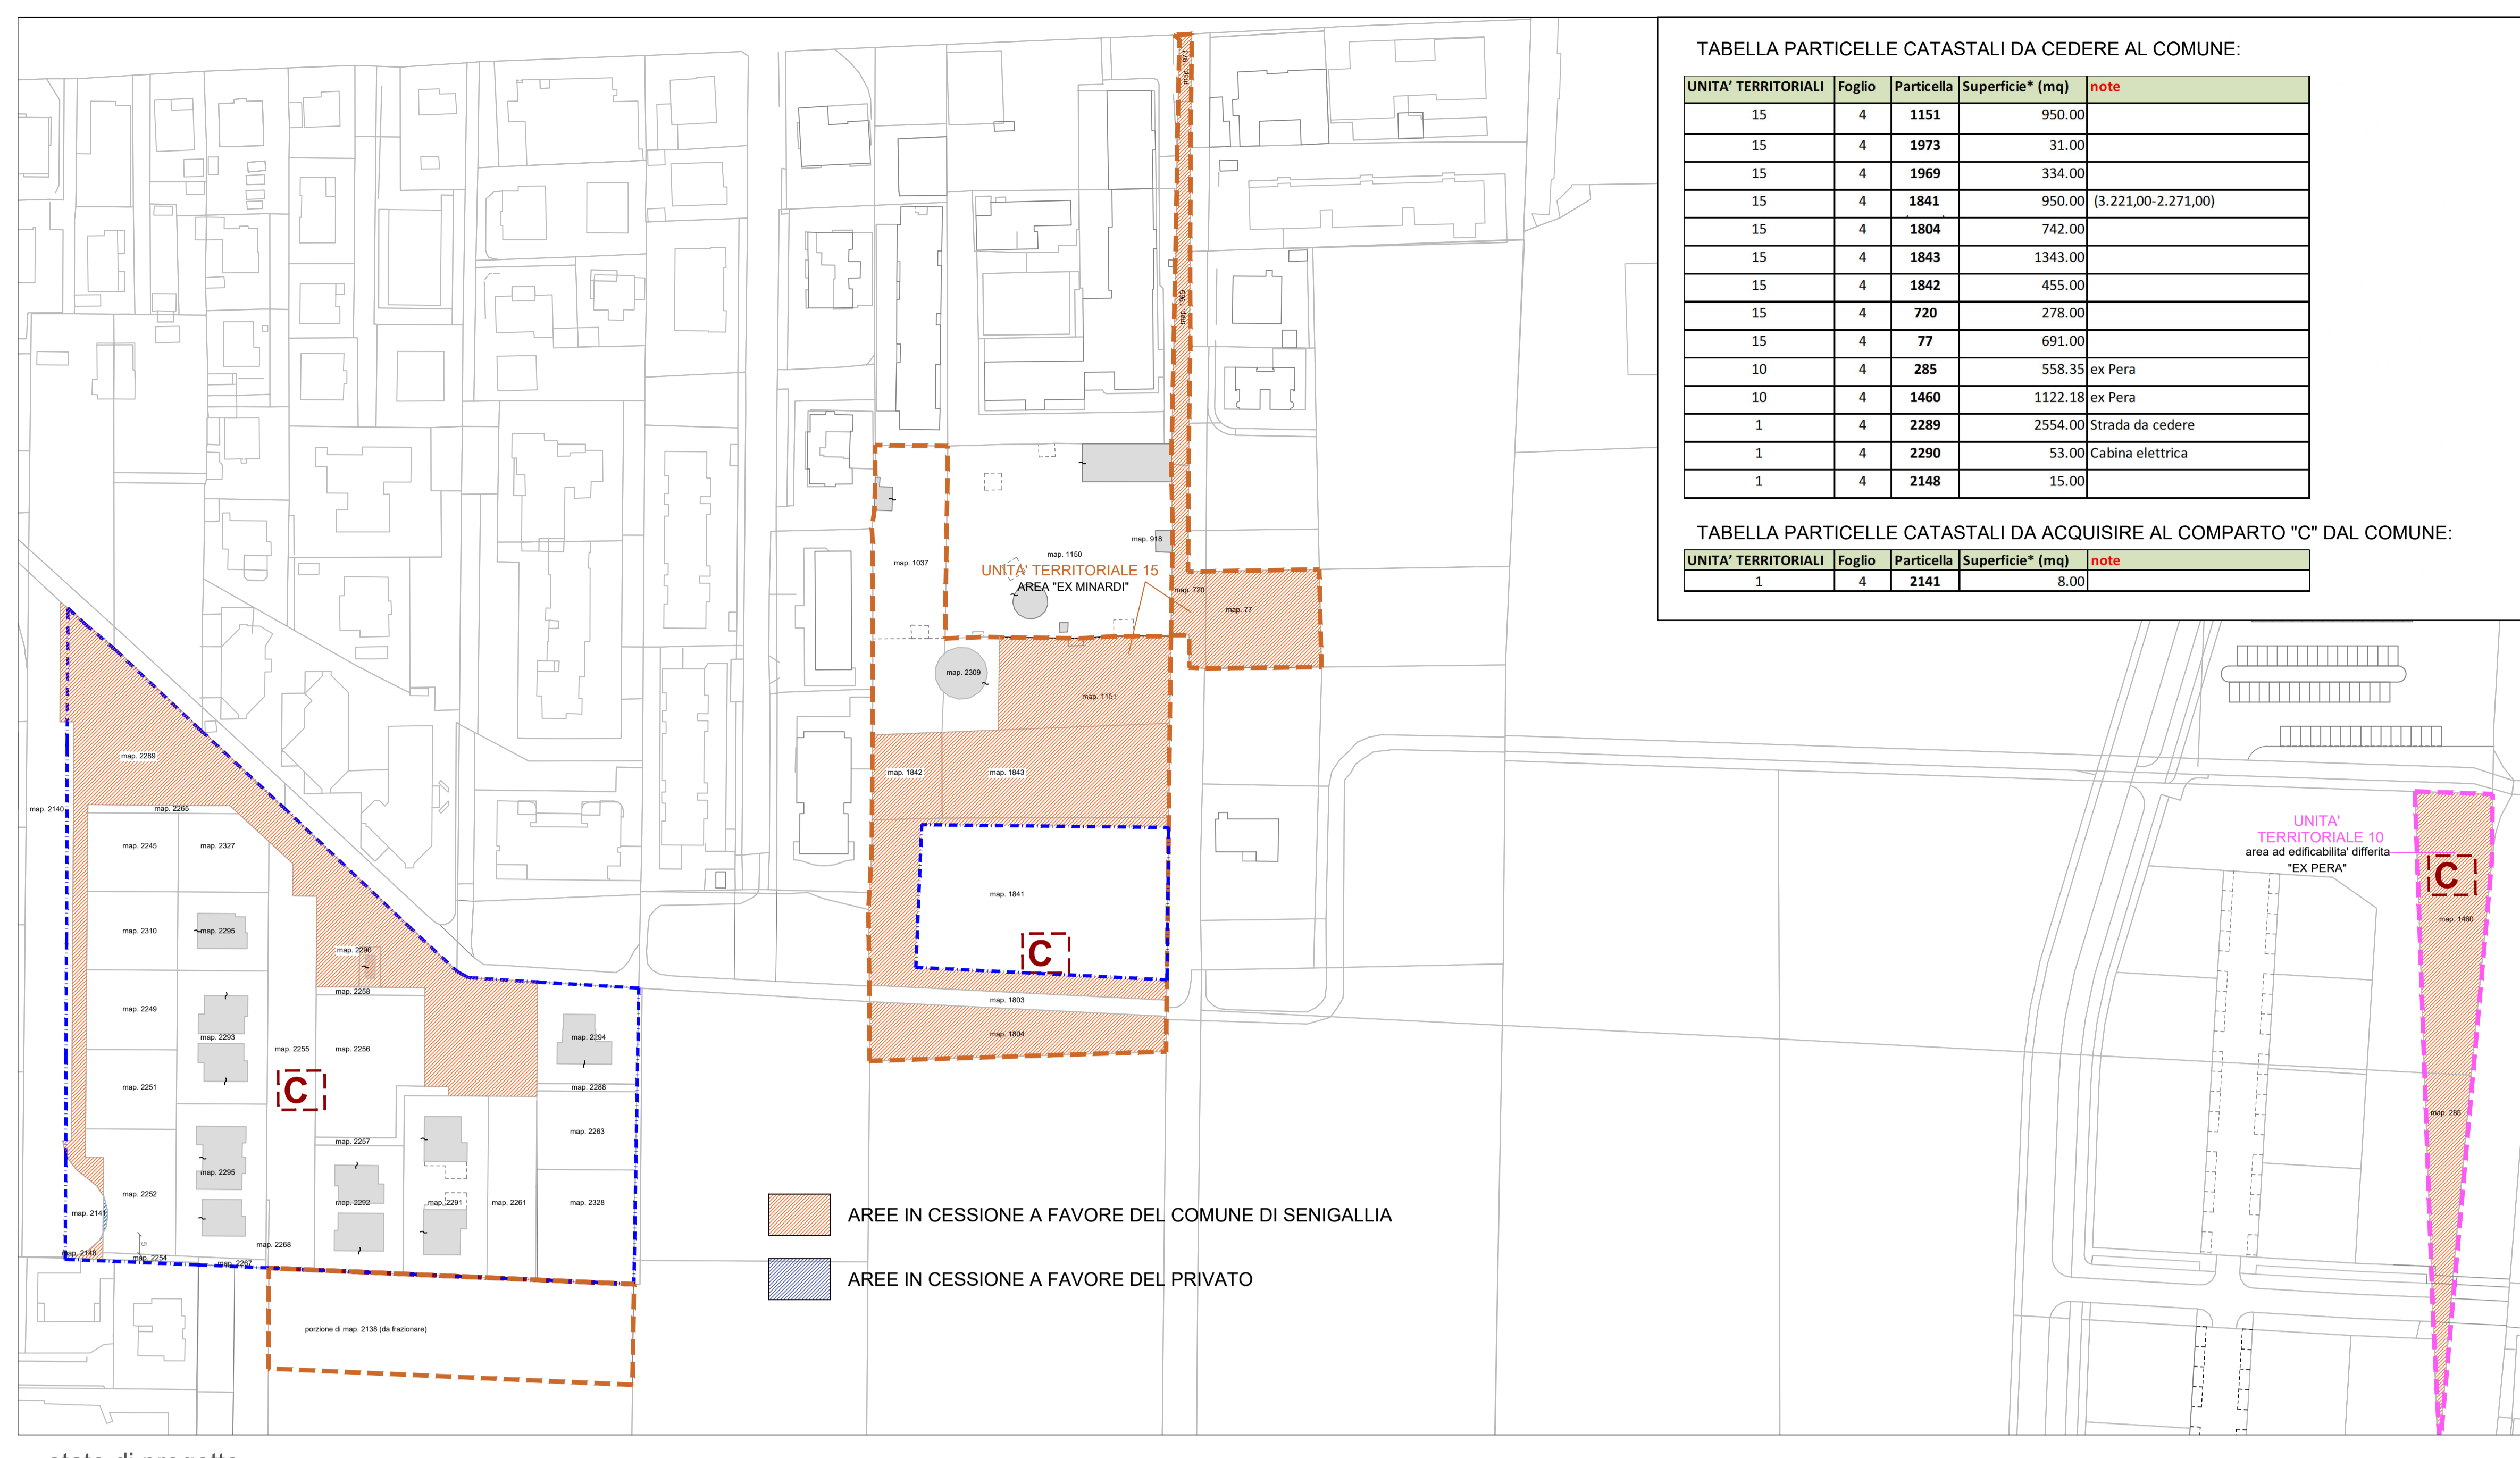 TABELLA PARTICELLE CATASTALI DA CEDERE AL COMUNE:
UNITA' TERRITORIALI Foglio Particella Superficie* (mq) note
15 4 1151 950.00
15 4 1973 31.00
15 4 1969 334.00
15 4 1841 950.00 (3.221,00-2.271,00)
15 4 1804 742.00
15 4 1843 1343.00
15 4 1842 455.00
15 4 720 278.00
15 4 77 691.00
10 4 285 558.35 ex Pera
10 4 1460 1122.18 ex Pera
1 4 2289 2554.00 Strada da cedere
1 4 2290 53.00 Cabina elettrica
1 4 2148 15.00
TABELLA PARTICELLE CATASTALI DA ACQUISIRE AL COMPARTO "C" DAL COMUNE:
UNITA' TERRITORIALI Foglio Particella Superficie* (mq) note
1 4 2141 8.00
map. 1973
map. 1969
map. 918
map. 1150
map. 1037
UNITA' TERRITORIALE 15
AREA "EX MINARDI"
map. 720
map. 77
map. 2309
map. 1151
map. 1842
map. 1843
map. 1841
C
map. 1803
map. 1804
map. 2289
map. 2140
map. 2265
map. 2245
map. 2327
map. 2310
map. 2295
map. 2290
map. 2258
map. 2249
map. 2293
map. 2255
map. 2256
map. 2294
map. 2251
C
map. 2288
map. 2257
map. 2263
map. 2295
map. 2252
map. 2292
map. 2291
map. 2261
map. 2328
map. 2141
map. 2268
map. 2148
map. 2254
map. 2267
5
porzione di map. 2138 (da frazionare)
UNITA'
TERRITORIALE 10
area ad edificabilita' differita
"EX PERA"
C
map. 1460
map. 285
AREE IN CESSIONE A FAVORE DEL COMUNE DI SENIGALLIA
AREE IN CESSIONE A FAVORE DEL PRIVATO